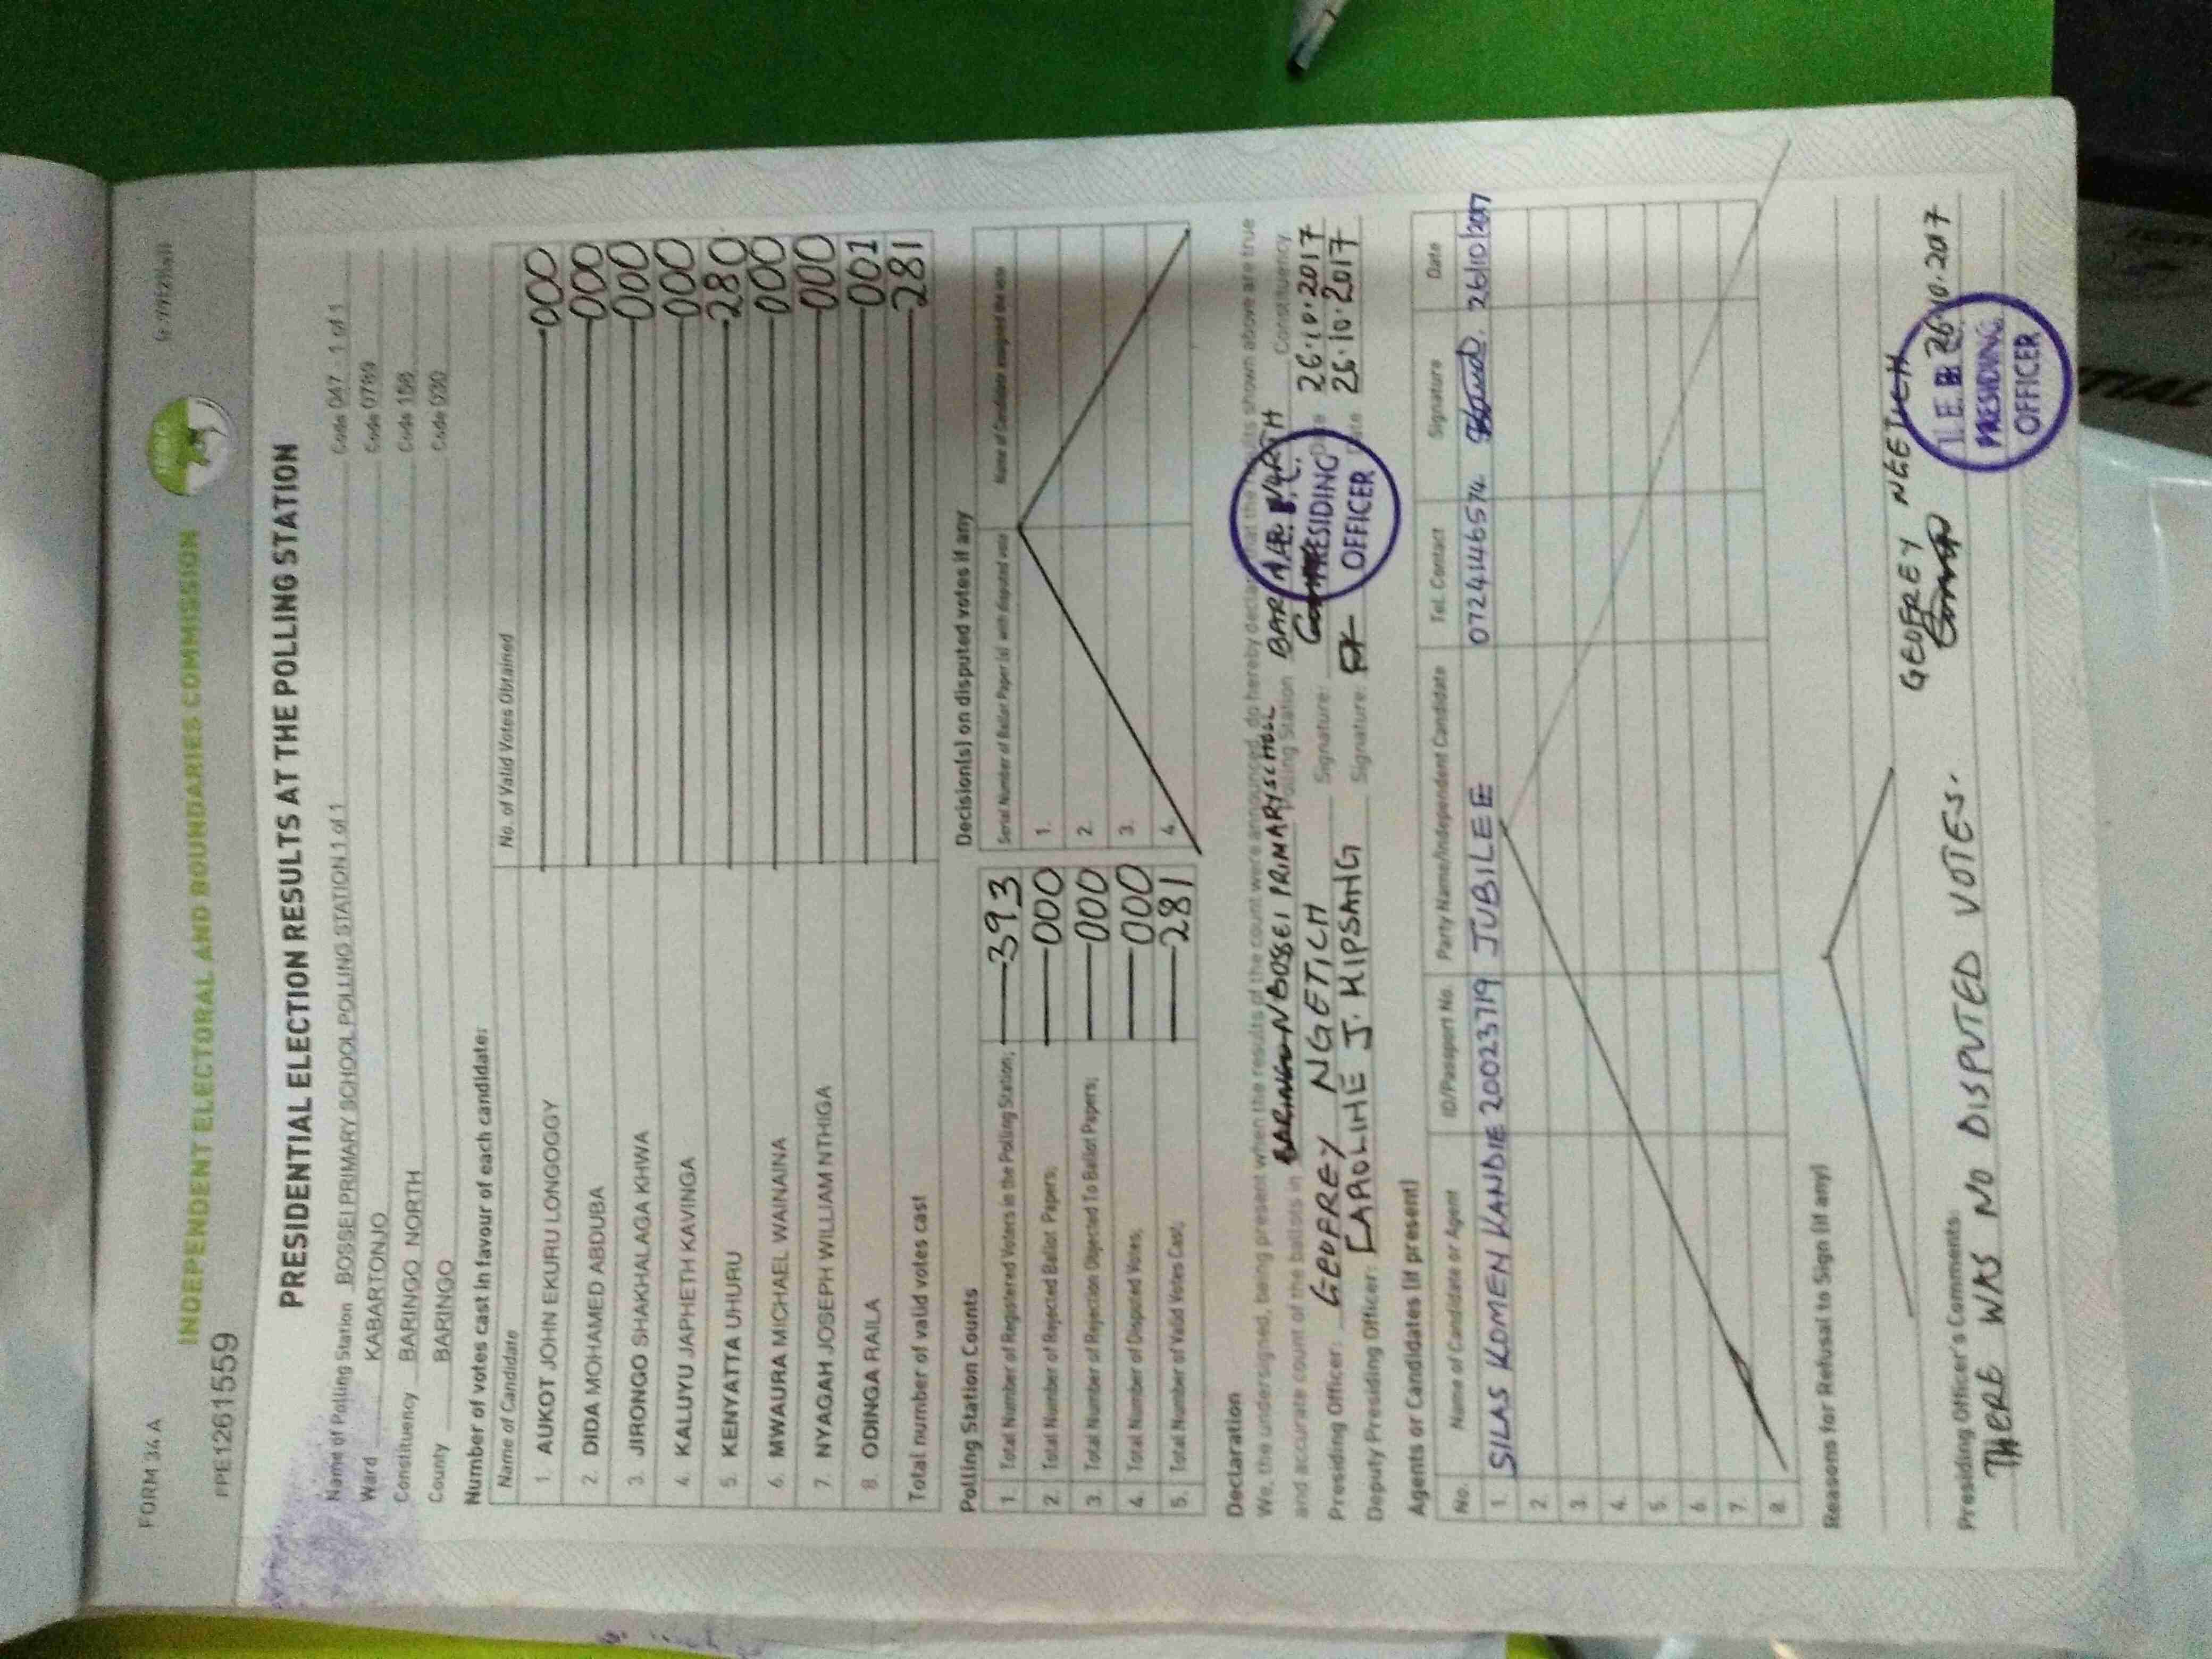 FORM 34 A
INDEPENDENT ELECTORAL AND BOUNDARIES COMMISSION
PPE1261559
PRESIDENTIAL ELECTION RESULTS AT THE POLLING STATION
Name of Polling Station BOSSEI PRIMARY SCHOOL POLLING STATION 1 of 1 Code 047 1 of 1
Ward KABARTONJO Code 0789
Constituency BARINGO NORTH Code 158
County BARINGO Code 030
Number of votes cast in favour of each candidate:
Name of Candidate No. of Valid Votes Obtained
1. AUKOT JOHN EKURU LONGOGGY 000
2 DIDA MOHAMED ABDUBA 000
3. JIRONGO SHAKHALAGA KHWA 000
4. KALUYU JAPHETH KAVINGA 000
5. KENYATTA UHURU 280
6. MWAURA MICHAEL WAINAINA 000
7. NYAGAH JOSEPH WILLIAM NTHIGA 000
8 ODINGA RAILA 001
Total number of valid votes cast 281
Polling Station Counts
1. Total Number of Registered Voters in the Polling Station; 393
2. Total Number of Rejected Ballot Papers; 000
3. Total Number of Rejection Objected To Ballot Papers; 000
4. Total Number of Disputed Votes; 000
5. Total Number of Valid Votes Cast; 281
Decision(s) on disputed votes if any
Serial Number of Ballot Paper (s) with disputed vote Name of Candidate assigned the vote
1.
2.
3.
4.
Declaration
We, the undersigned, being present when the results of the count were announced, do hereby declare that the results shown above are true
and accurate count of the ballots in BOSSEI PRIMARY SCHOOL Polling Station Constituency
Presiding Officer: GEOFREY NGETICH Signature: 26.10.2017
Deputy Presiding Officer: CAROLINE J. KIPSANG Signature: Date 26.10.2017
PRESIDING
OFFICER
Agents or Candidates (if present)
No. Name of Candidate or Agent ID/Passport No. Party Name/Independent Candidate Tel. Contact Signature Date
1. SILAS KOMEN KANDIE 20023719 JUBILEE 0724146574 26/10/2017
2.
3.
4.
5.
6.
7.
8.
Reasons for Refusal to Sign (if any)
GEOFREY
Presiding Officer's Comments: 26.10.2017
THERE WAS NO DISPUTED VOTES.
I.E.B.C.
PRESIDING
OFFICER